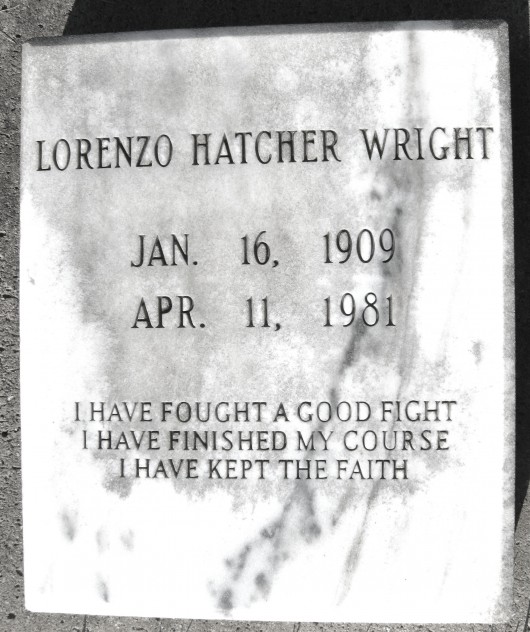 LORENZO HATCHER WRIGHT
JAN. 16, 1909
APR. 11, 1981
I HAVE FOUGHT A GOOD FIGHT
I HAVE FINISHED MY COURSE
I HAVE KEPT THE FAITH